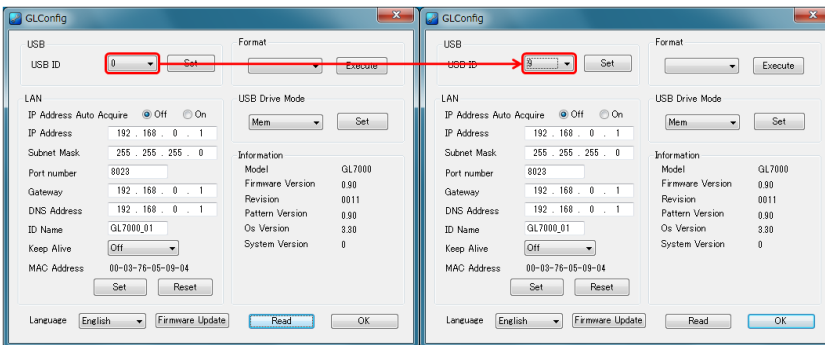 GLConfig
USB
USB ID
0
Set
Format
Execute
LAN
IP Address Auto Acquire
Off
On
IP Address
192 . 168 . 0 . 1
Subnet Mask
255 . 255 . 255 . 0
Port number
8023
Gateway
192 . 168 . 0 . 1
DNS Address
192 . 168 . 0 . 1
ID Name
GL7000_01
Keep Alive
Off
MAC Address
00-03-76-05-09-04
Set
Reset
USB Drive Mode
Mem
Set
Information
Model
GL7000
Firmware Version
0.90
Revision
0011
Pattern Version
0.90
Os Version
3.30
System Version
0
Language
English
Firmware Update
Read
OK
GLConfig
USB
USB ID
9
Set
Format
Execute
LAN
IP Address Auto Acquire
Off
On
IP Address
192 . 168 . 0 . 1
Subnet Mask
255 . 255 . 255 . 0
Port number
8023
Gateway
192 . 168 . 0 . 1
DNS Address
192 . 168 . 0 . 1
ID Name
GL7000_01
Keep Alive
Off
MAC Address
00-03-76-05-09-04
Set
Reset
USB Drive Mode
Mem
Set
Information
Model
GL7000
Firmware Version
0.90
Revision
0011
Pattern Version
0.90
Os Version
3.30
System Version
0
Language
English
Firmware Update
Read
OK